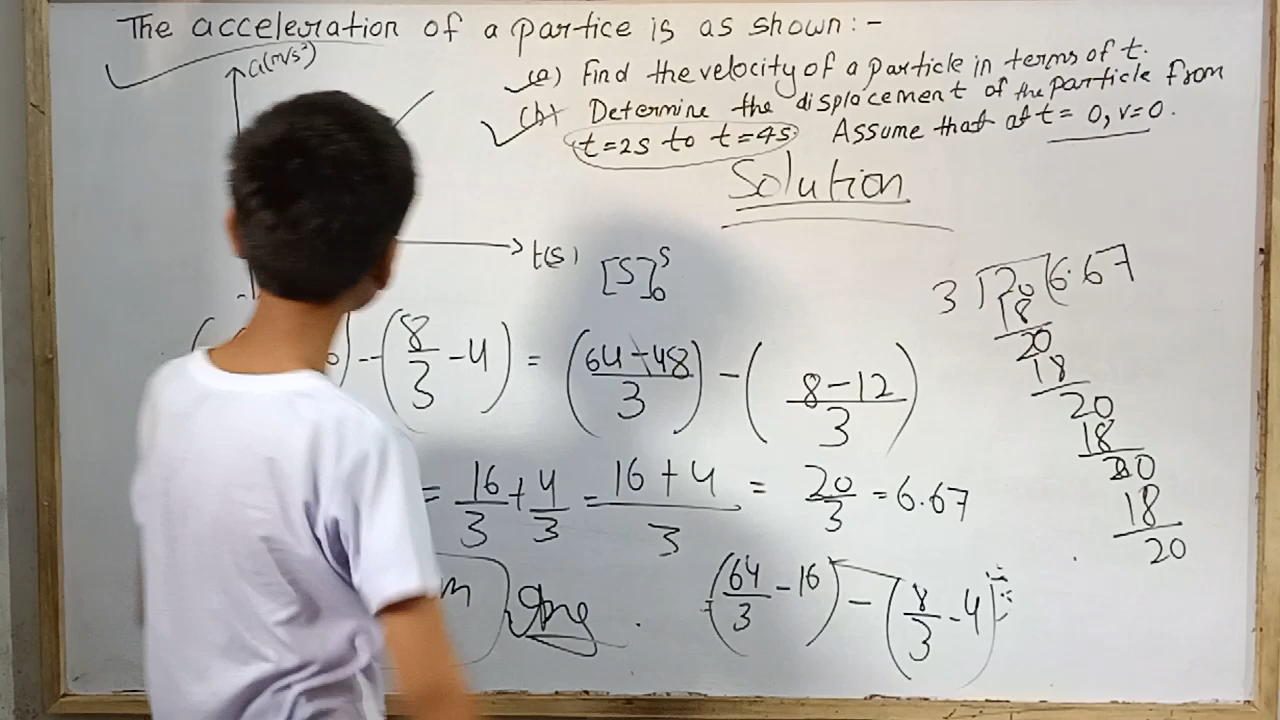 The acceleration of a partice is as shown:-
a(m/s²)
(a) Find the velocity of a particle in terms of t.
(b) Determine the displacement of the particle from
t=2s to t=4s. Assume that at t = 0, v=0.
Solution
t(s)
[S]ˢ₀
3 ) 20 ( 6.67
18
20
18
20
18
20
18
20
- (8/3 - 4) = (64-48/3) - (8-12/3)
= 16/3 + 4/3 = 16+4/3 = 20/3 = 6.67
m Ans.
(64/3 - 16) - (8/3 - 4)